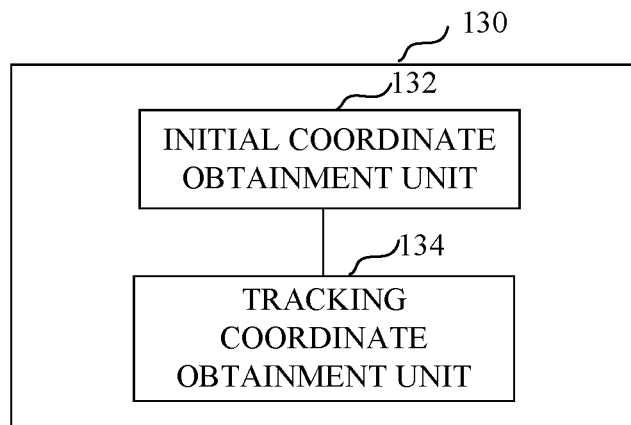 130
132
INITIAL COORDINATE
OBTAINMENT UNIT
134
TRACKING
COORDINATE
OBTAINMENT UNIT